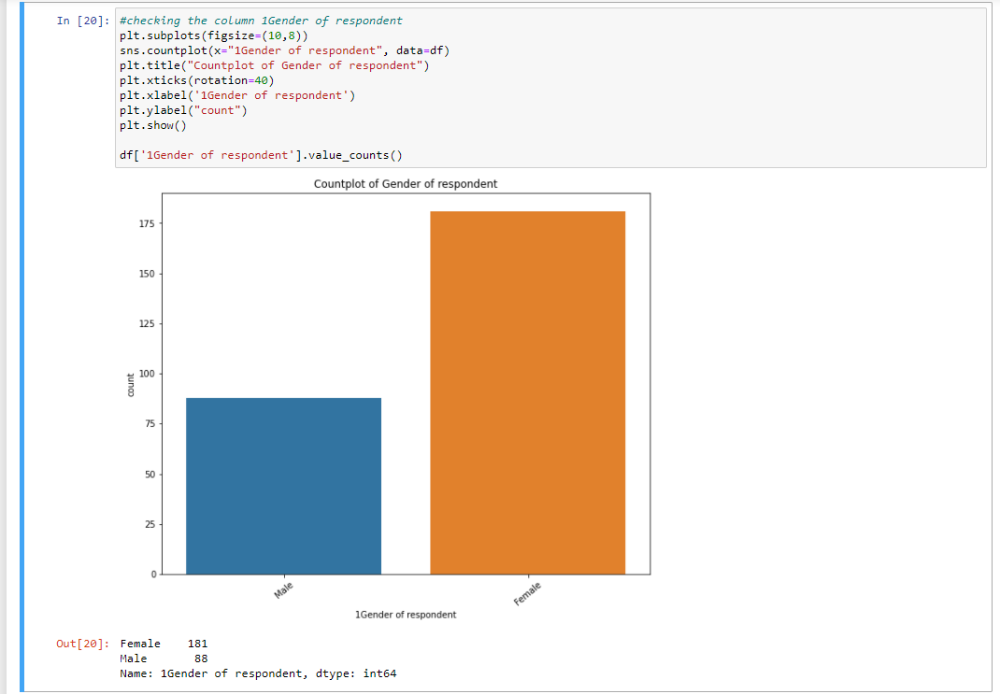 In [20]: #checking the column 1Gender of respondent
plt.subplots(figsize=(10,8))
sns.countplot(x="1Gender of respondent", data=df)
plt.title("Countplot of Gender of respondent")
plt.xticks(rotation=40)
plt.xlabel('1Gender of respondent')
plt.ylabel("count")
plt.show()
df['1Gender of respondent'].value_counts()
Countplot of Gender of respondent
175
150
125
100
75
50
25
0
count
Male
Female
1Gender of respondent
Out[20]: Female 181
Male 88
Name: 1Gender of respondent, dtype: int64